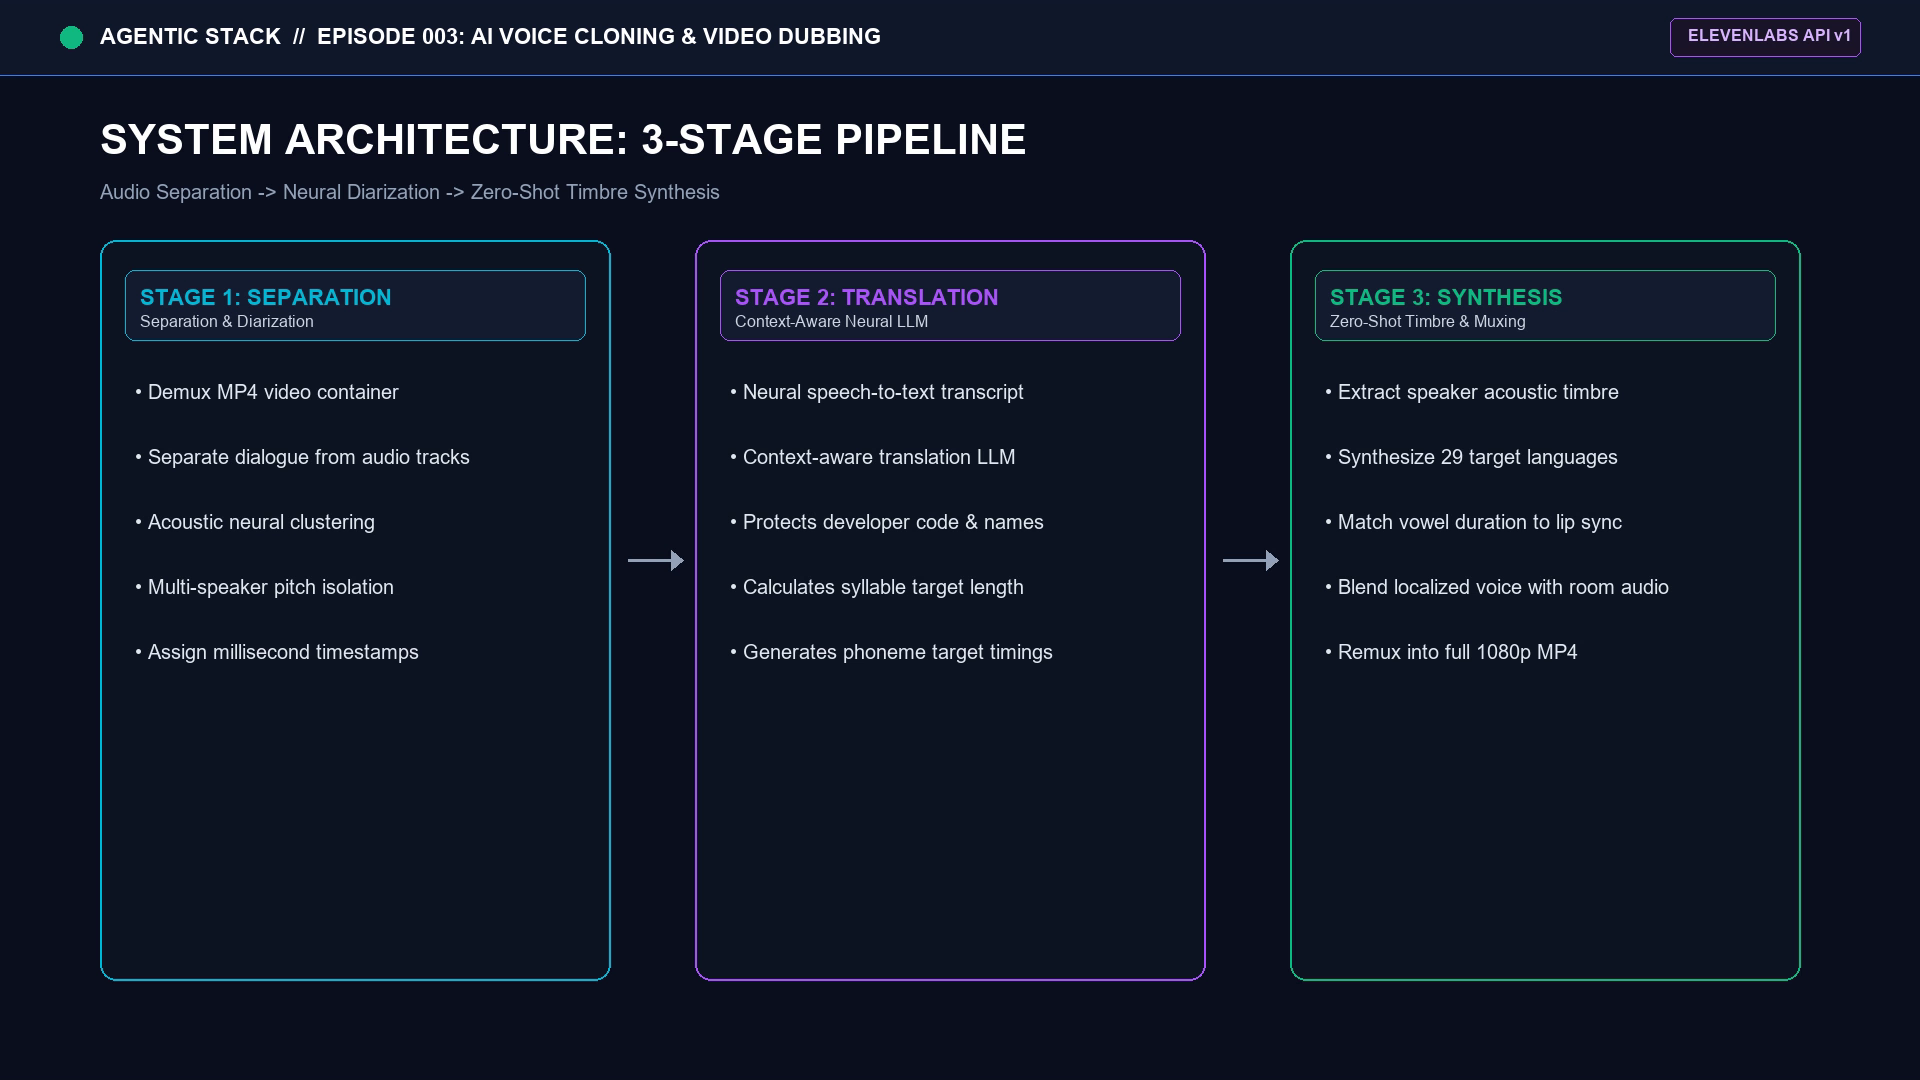 AGENTIC STACK // EPISODE 003: AI VOICE CLONING & VIDEO DUBBING
ELEVENLABS API v1
SYSTEM ARCHITECTURE: 3-STAGE PIPELINE
Audio Separation -> Neural Diarization -> Zero-Shot Timbre Synthesis
STAGE 1: SEPARATION
Separation & Diarization
• Demux MP4 video container
• Separate dialogue from audio tracks
• Acoustic neural clustering
• Multi-speaker pitch isolation
• Assign millisecond timestamps
STAGE 2: TRANSLATION
Context-Aware Neural LLM
• Neural speech-to-text transcript
• Context-aware translation LLM
• Protects developer code & names
• Calculates syllable target length
• Generates phoneme target timings
STAGE 3: SYNTHESIS
Zero-Shot Timbre & Muxing
• Extract speaker acoustic timbre
• Synthesize 29 target languages
• Match vowel duration to lip sync
• Blend localized voice with room audio
• Remux into full 1080p MP4